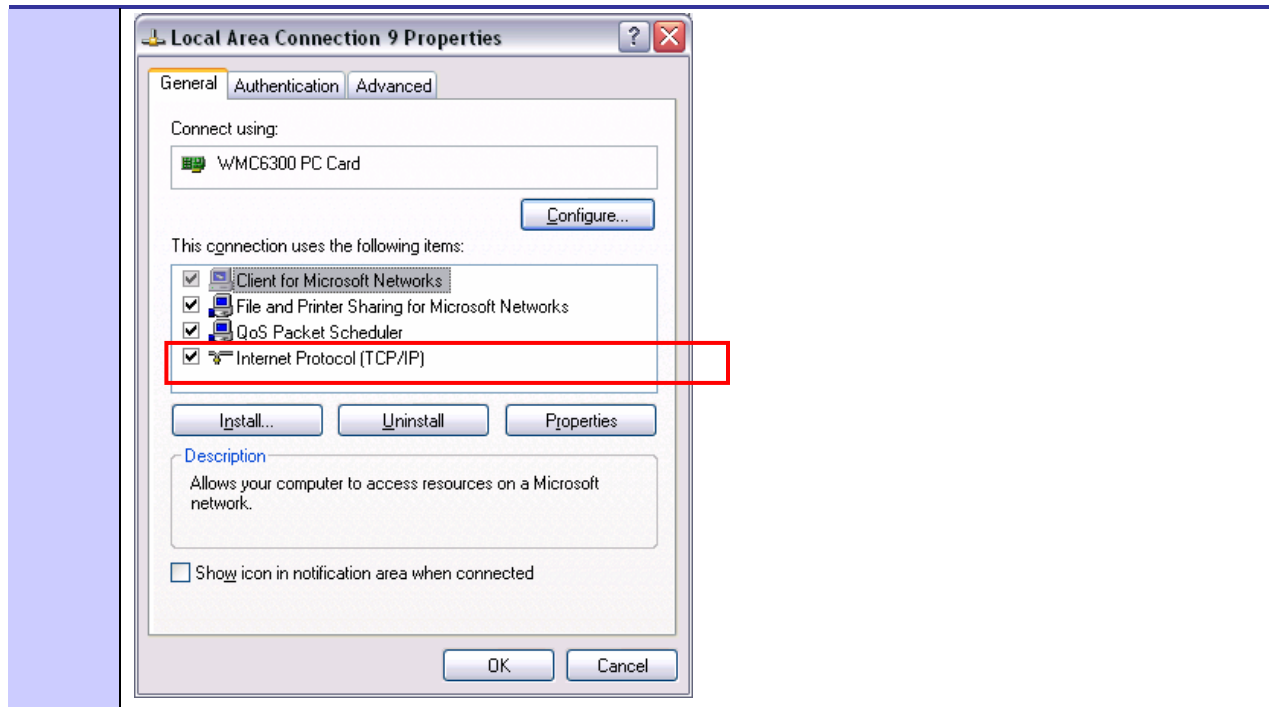 Local Area Connection 9 Properties
General Authentication Advanced
Connect using:
WMC6300 PC Card
Configure...
This connection uses the following items:
Client for Microsoft Networks
File and Printer Sharing for Microsoft Networks
QoS Packet Scheduler
Internet Protocol (TCP/IP)
Install... Uninstall Properties
Description
Allows your computer to access resources on a Microsoft
network.
Show icon in notification area when connected
OK Cancel